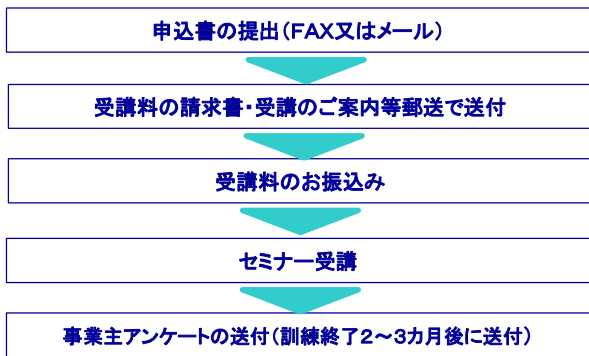 申込書の提出（FAX又はメール）
受講料の請求書・受講のご案内等郵送で送付
受講料のお振込み
セミナー受講
事業主アンケートの送付（訓練終了２～３カ月後に送付）